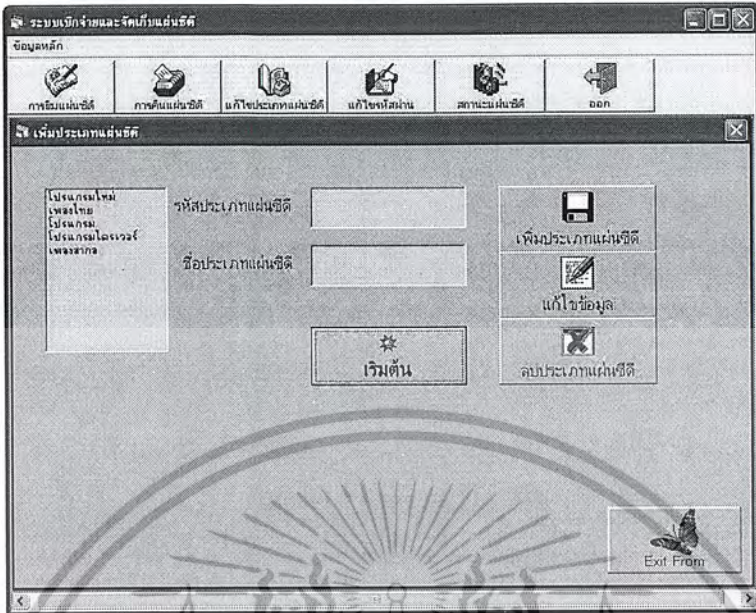 ระบบเบิกจ่ายและจัดเก็บแผ่นซีดี
ข้อมูลหลัก
การยืมแผ่นซีดี การคืนแผ่นซีดี แก้ไขประเภทแผ่นซีดี แก้ไขรหัสผ่าน สถานะแผ่นซีดี ออก
เพิ่มประเภทแผ่นซีดี
โปรแกรมใหม่
เพลงไทย
โปรแกรม
โปรแกรมไดรเวอร์
เพลงสากล
รหัสประเภทแผ่นซีดี
ชื่อประเภทแผ่นซีดี
เริ่มต้น
เพิ่มประเภทแผ่นซีดี
แก้ไขข้อมูล
ลบประเภทแผ่นซีดี
Exit From